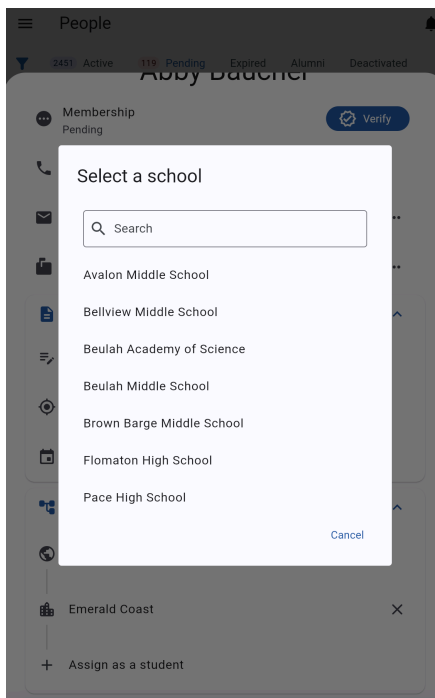 People
2451 Active 119 Pending Expired Alumni Deactivated
Abby Baucher
Membership
Pending
Verify
Select a school
Search
Avalon Middle School
Bellview Middle School
Beulah Academy of Science
Beulah Middle School
Brown Barge Middle School
Flomaton High School
Pace High School
Cancel
Emerald Coast
Assign as a student